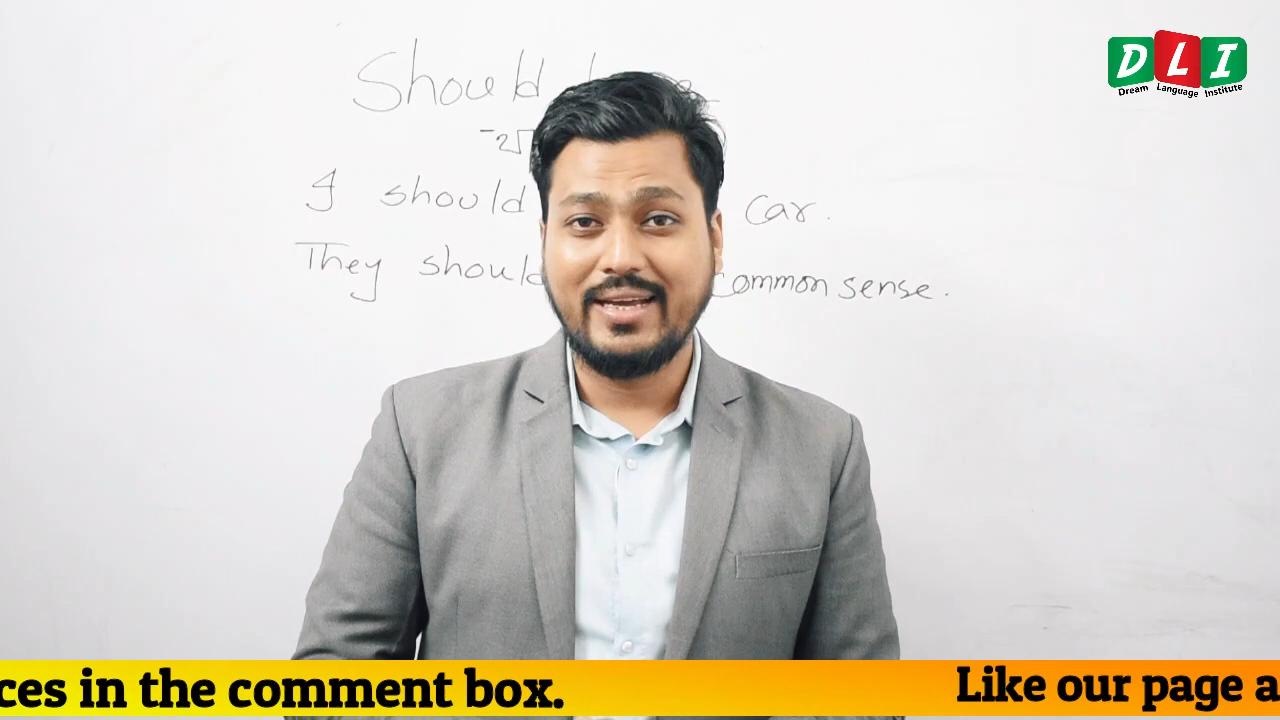 Should
I should car.
They should common sense.
DLI
Dream Language Institute
ces in the comment box. Like our page a